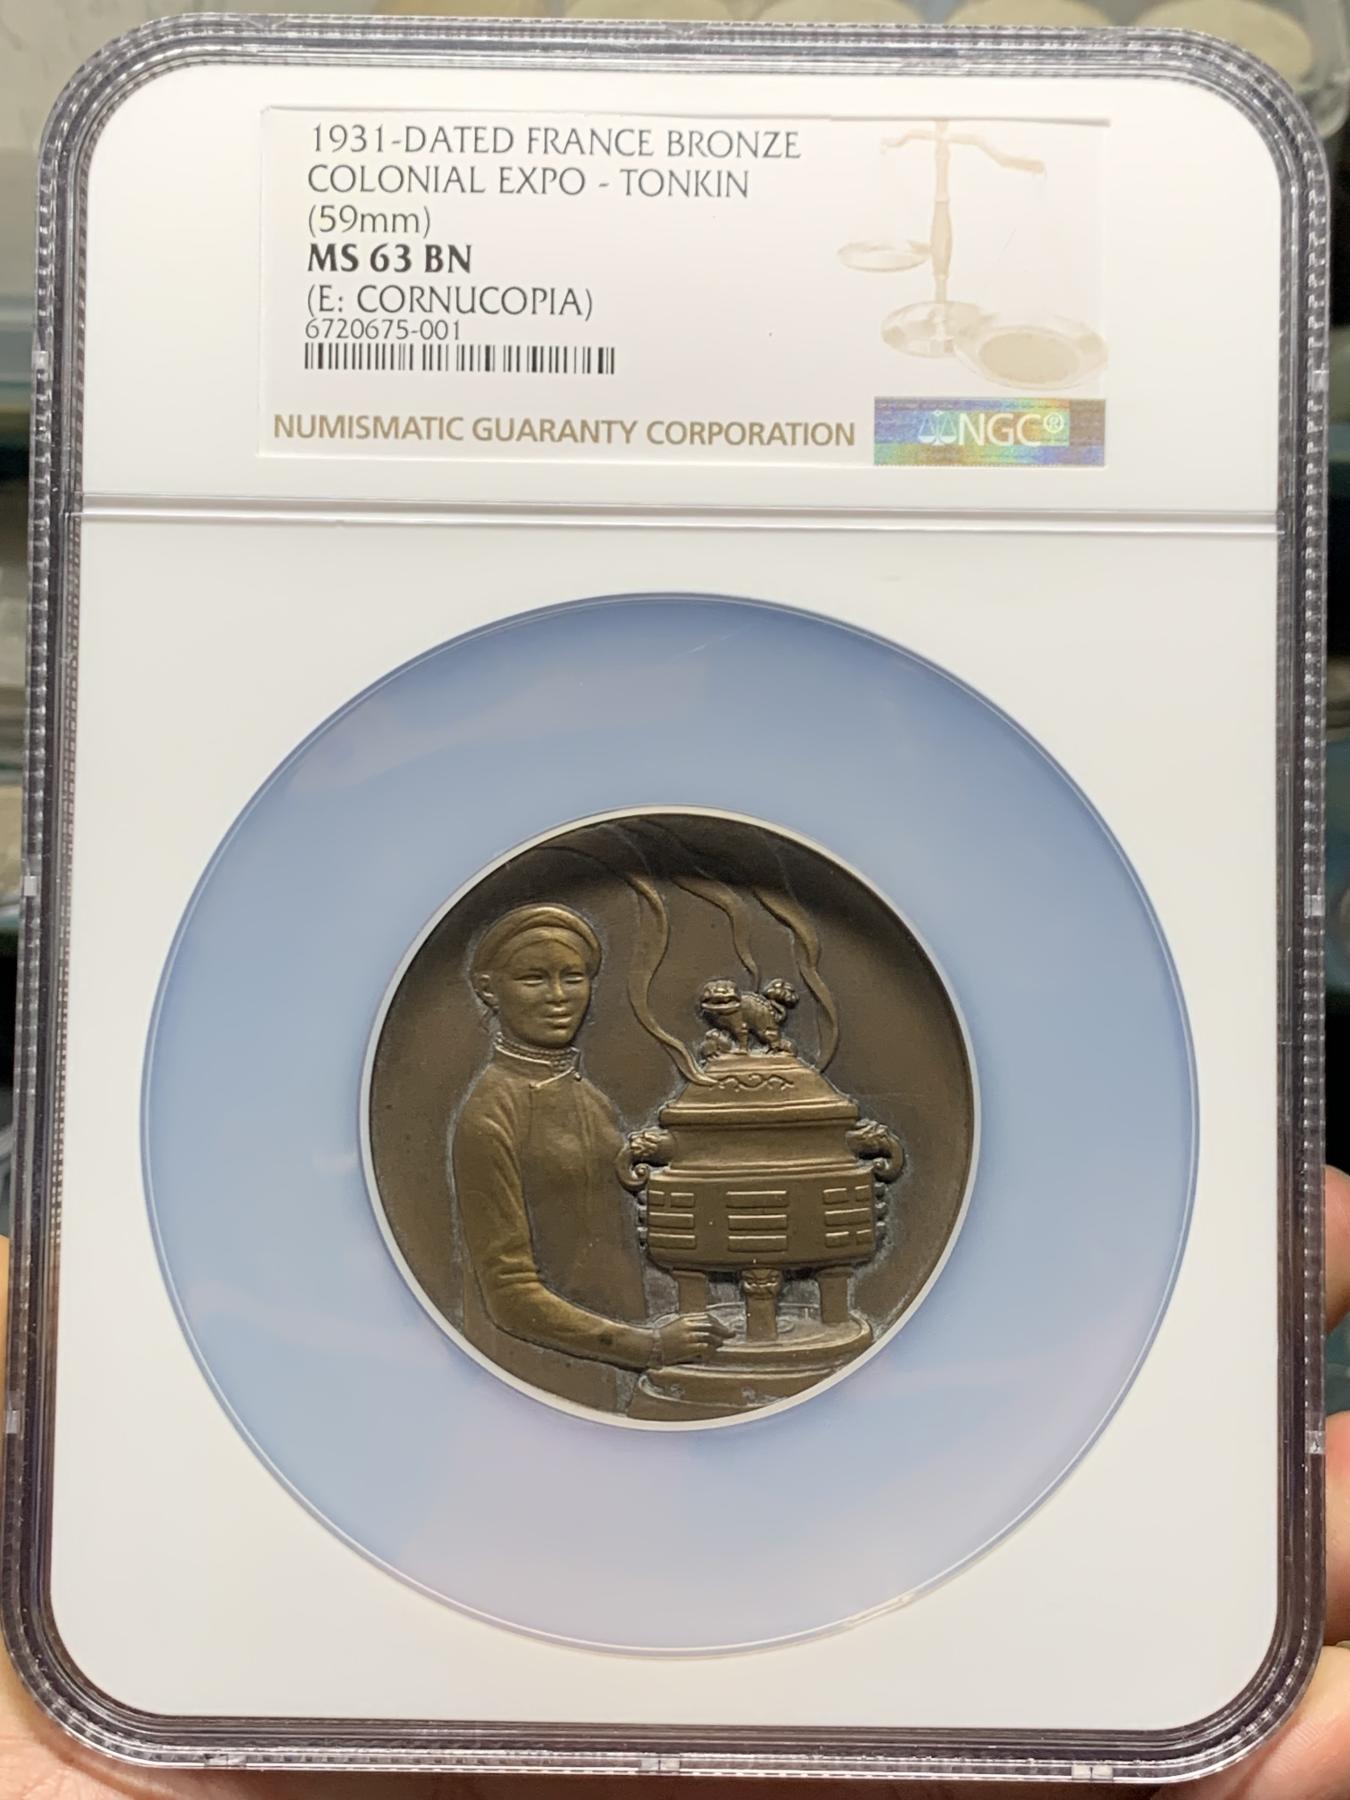 1931-DATED FRANCE BRONZE
COLONIAL EXPO - TONKIN
(59mm)
MS 63 BN
(E: CORNUCOPIA)
6720675-001
NUMISMATIC GUARANTY CORPORATION
NGC®